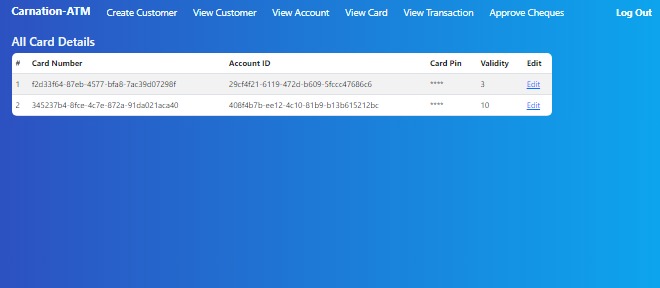 Carnation-ATM Create Customer View Customer View Account View Card View Transaction Approve Cheques Log Out
All Card Details
# Card Number Account ID Card Pin Validity Edit
1 f2d33f64-87eb-4577-bfa8-7ac39d07298f 29cf4f21-6119-472d-b609-5fccc47686c6 **** 3 Edit
2 345237b4-8fce-4c7e-872a-91da021aca40 408f4b7b-ee12-4c10-81b9-b13b615212bc **** 10 Edit